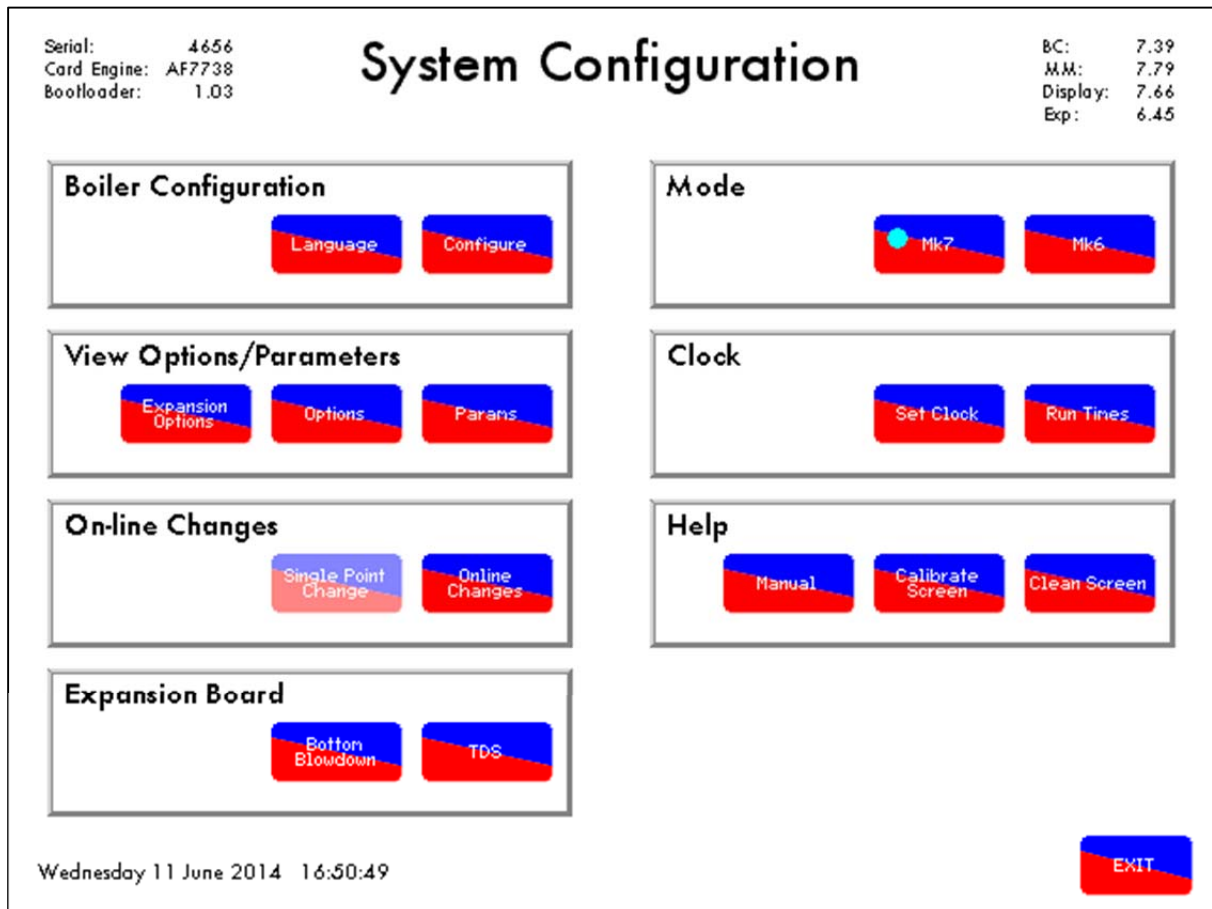 Serial: 4656
Card Engine: AF7738
Bootloader: 1.03
System Configuration
BC: 7.39
MM: 7.79
Display: 7.66
Exp: 6.45
Boiler Configuration
Language
Configure
Mode
Mk7
Mk6
View Options/Parameters
Expansion
Options
Options
Params
Clock
Set Clock
Run Times
On-line Changes
Single Point
Change
Online
Changes
Help
Manual
Calibrate
Screen
Clean Screen
Expansion Board
Bottom
Blowdown
TDS
Wednesday 11 June 2014 16:50:49
EXIT